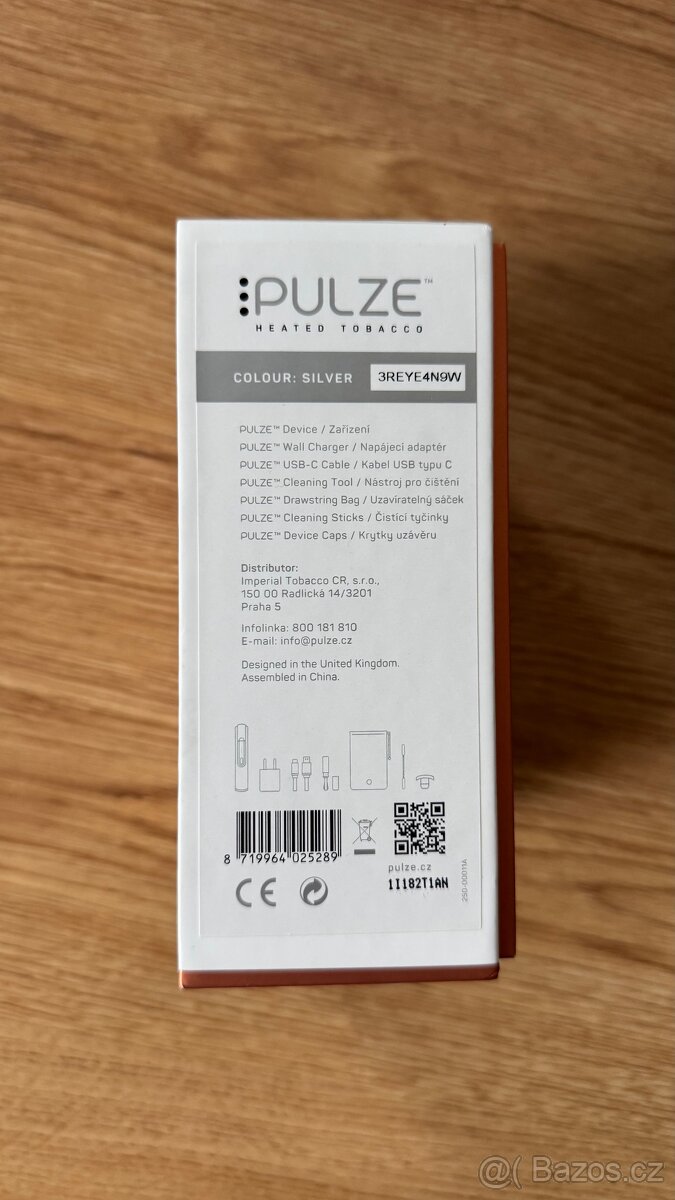 PULZE™
HEATED TOBACCO
COLOUR: SILVER 3REYE4N9W
PULZE™ Device / Zařízení
PULZE™ Wall Charger / Napájecí adaptér
PULZE™ USB-C Cable / Kabel USB typu C
PULZE™ Cleaning Tool / Nástroj pro čištění
PULZE™ Drawstring Bag / Uzavíratelný sáček
PULZE™ Cleaning Sticks / Čistící tyčinky
PULZE™ Device Caps / Krytky uzávěru
Distributor:
Imperial Tobacco CR, s.r.o.,
150 00 Radlická 14/3201
Praha 5
Infolinka: 800 181 810
E-mail: info@pulze.cz
Designed in the United Kingdom.
Assembled in China.
8 719964 025289
pulze.cz
1I182T1AN
250-00011A
CE
@( Bazos.cz